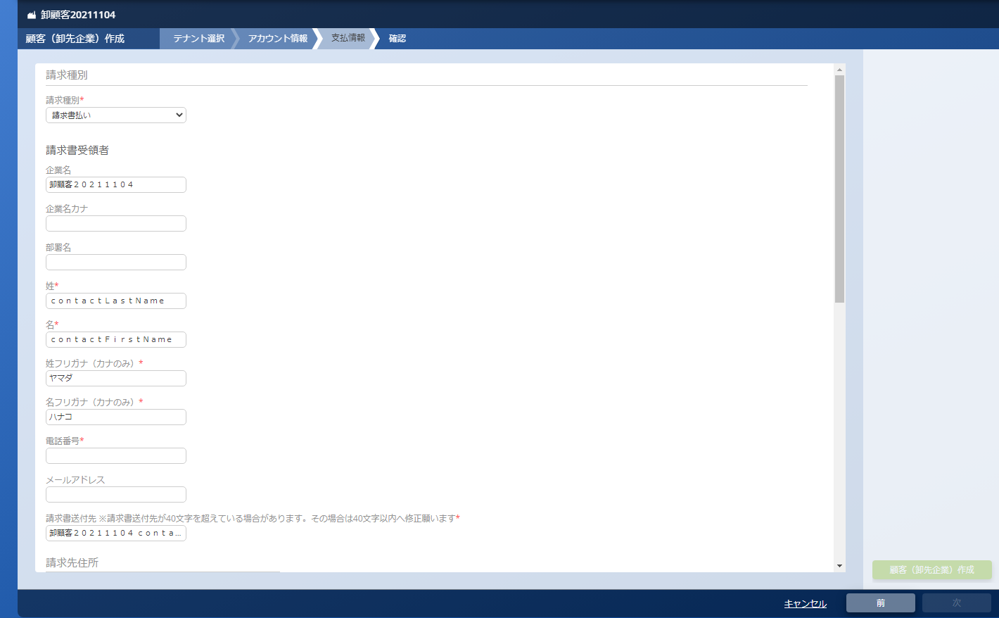 卸顧客20211104
顧客（卸先企業）作成
テナント選択
アカウント情報
支払情報
確認
請求種別
請求種別*
請求書払い
請求書受領者
企業名
卸顧客２０２１１１０４
企業名カナ
部署名
姓*
ｃｏｎｔａｃｔＬａｓｔＮａｍｅ
名*
ｃｏｎｔａｃｔＦｉｒｓｔＮａｍｅ
姓フリガナ（カナのみ）*
ヤマダ
名フリガナ（カナのみ）*
ハナコ
電話番号*
メールアドレス
請求書送付先 ※請求書送付先が40文字を超えている場合があります。その場合は40文字以内へ修正願います*
卸顧客２０２１１１０４ ｃｏｎｔａ...
請求先住所
顧客（卸先企業）作成
キャンセル
前
次